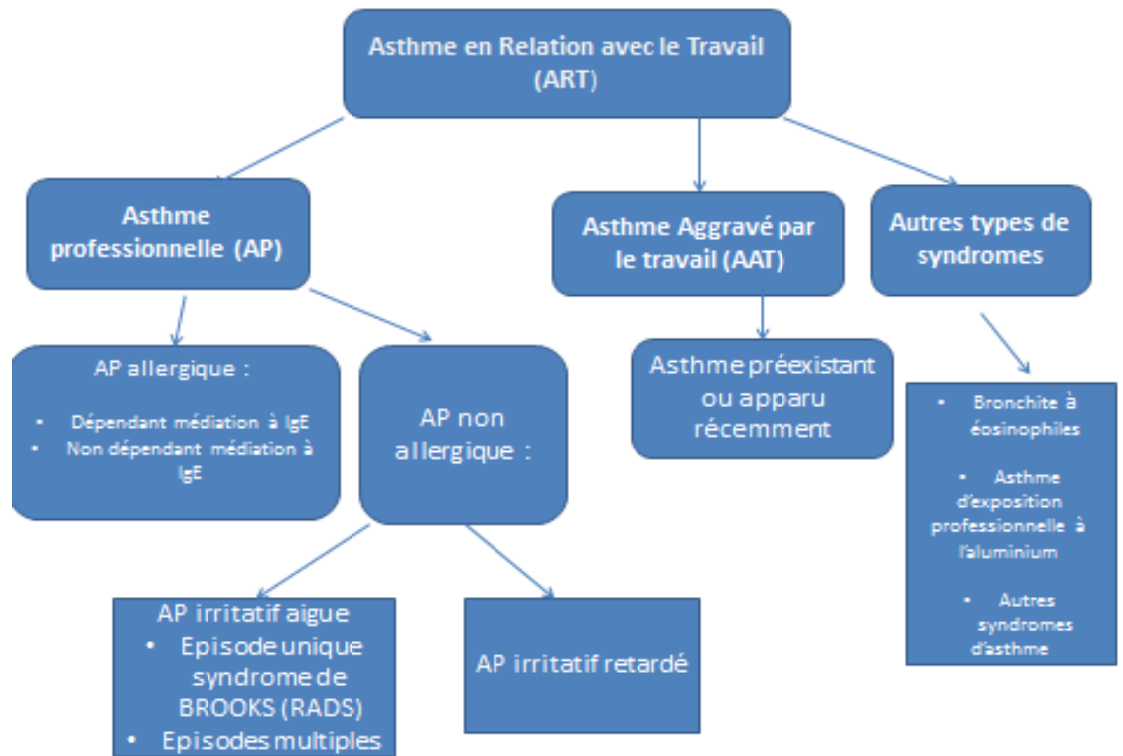 Asthme en Relation avec le Travail
(ART)
Asthme
professionnelle (AP)
Asthme Aggravé par
le travail (AAT)
Autres types de
syndromes
AP allergique :
• Dépendant médiation à IgE
• Non dépendant médiation à
IgE
AP non
allergique :
Asthme préexistant
ou apparu
récemment
• Bronchite à
éosinophiles
• Asthme
d'exposition
professionnelle à
l'aluminium
• Autres
syndromes
d'asthme
AP irritatif aigue
• Episode unique
syndrome de
BROOKS (RADS)
• Episodes multiples
AP irritatif retardé